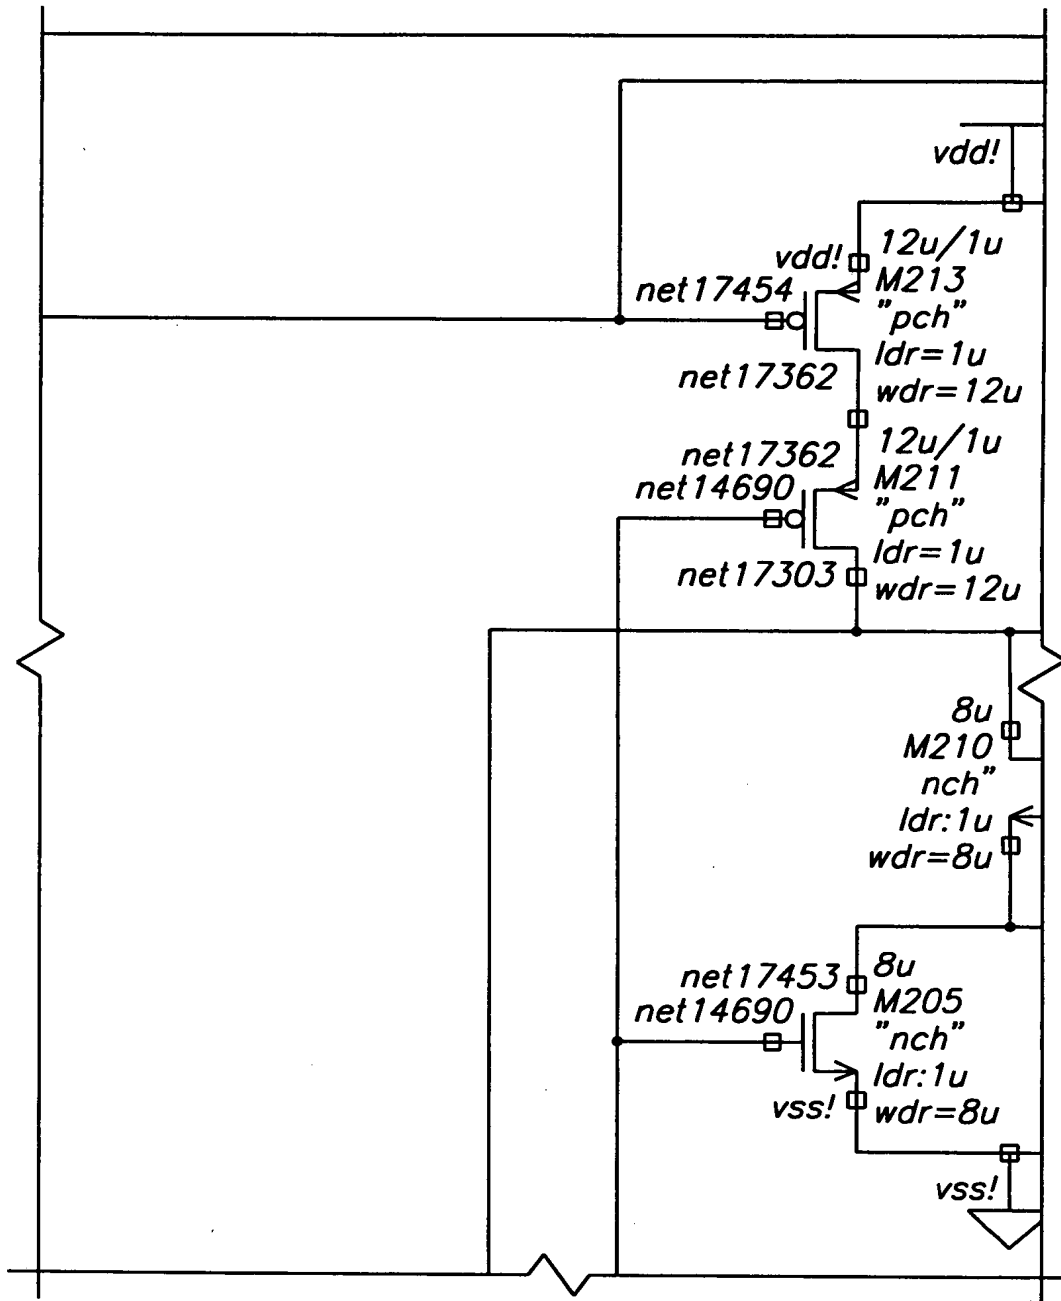 vdd!
vdd!
12u/1u
net17454
M213
"pch"
ldr=1u
net17362
wdr=12u
12u/1u
net17362
M211
net14690
"pch"
ldr=1u
net17303
wdr=12u
8u
M210
nch"
ldr:1u
wdr=8u
8u
net17453
M205
net14690
"nch"
ldr:1u
vss!
wdr=8u
vss!